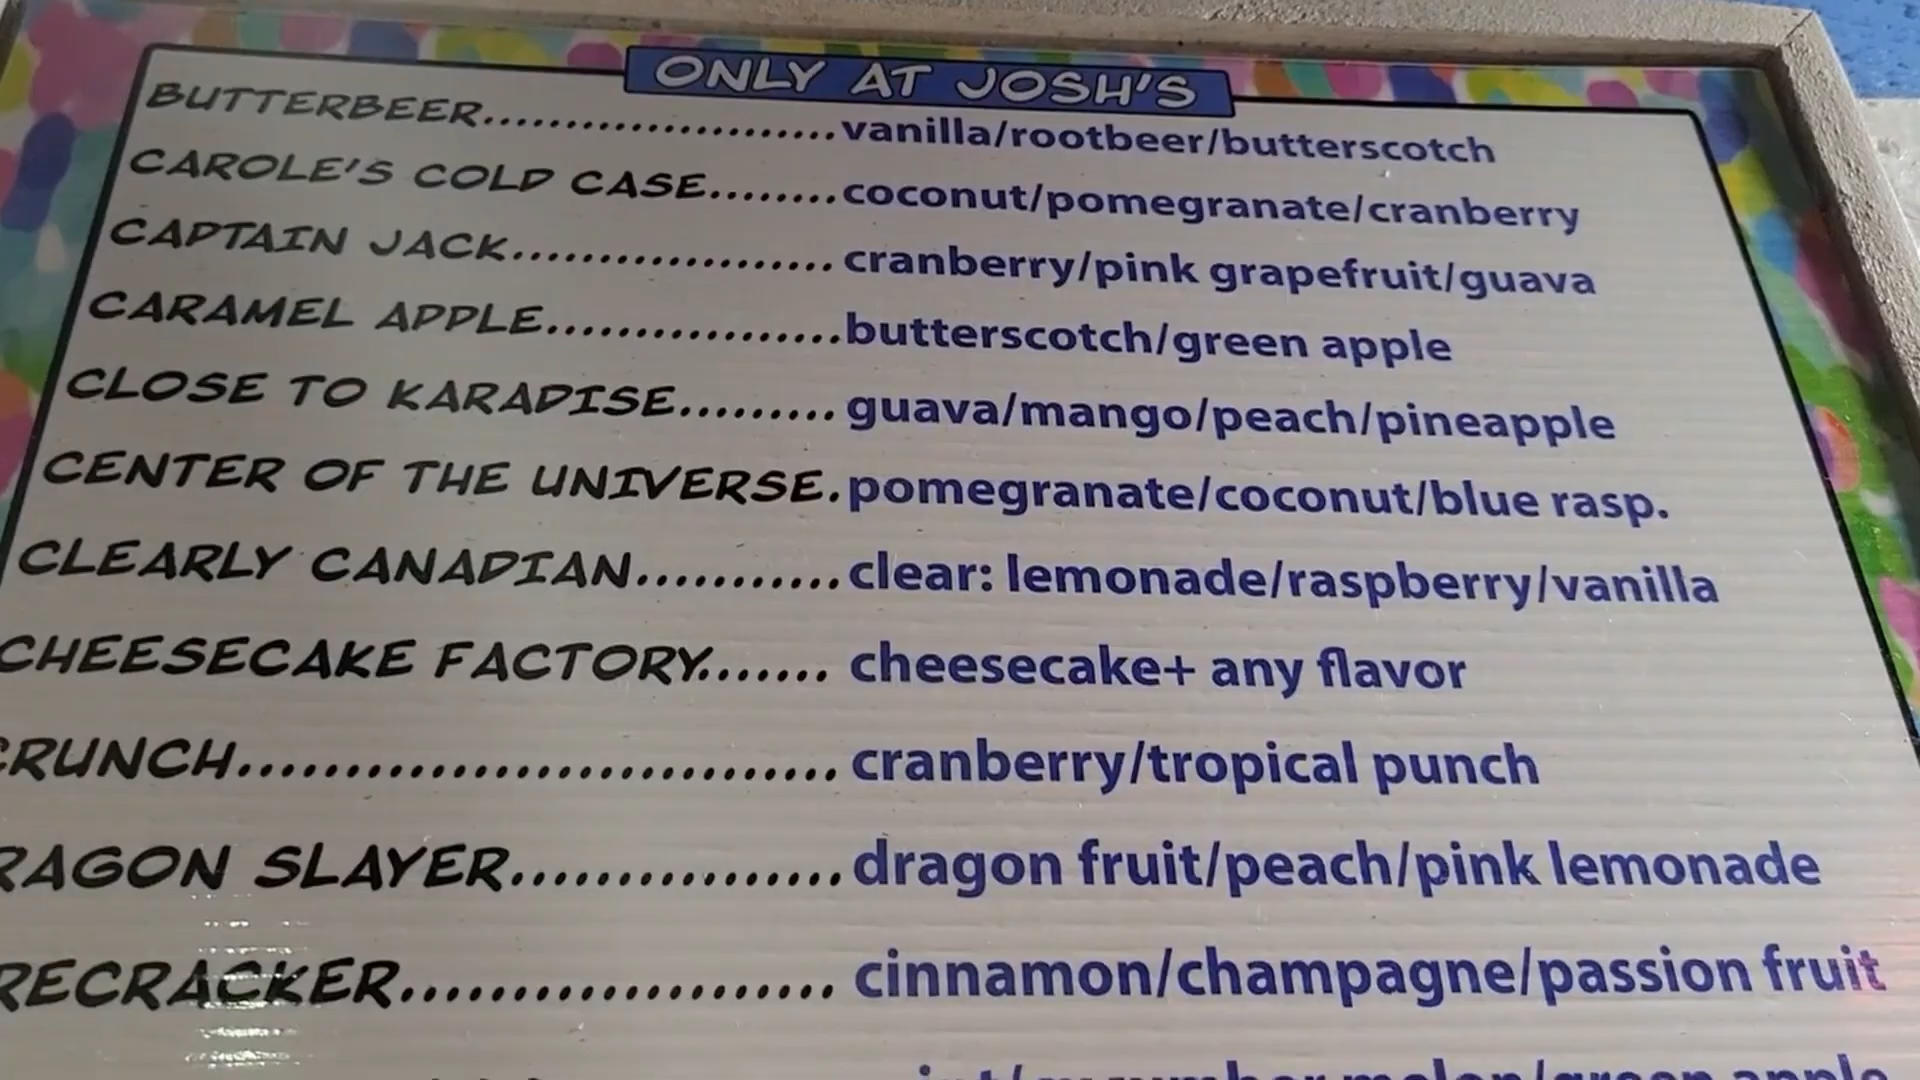 ONLY AT JOSH'S
BUTTERBEER......................vanilla/rootbeer/butterscotch
CAROLE'S COLD CASE........coconut/pomegranate/cranberry
CAPTAIN JACK....................cranberry/pink grapefruit/guava
CARAMEL APPLE.................butterscotch/green apple
CLOSE TO KARADISE......... guava/mango/peach/pineapple
CENTER OF THE UNIVERSE.pomegranate/coconut/blue rasp.
CLEARLY CANADIAN...........clear: lemonade/raspberry/vanilla
CHEESECAKE FACTORY....... cheesecake+ any flavor
CRUNCH............................ cranberry/tropical punch
RAGON SLAYER................dragon fruit/peach/pink lemonade
RECRACKER.................... cinnamon/champagne/passion fruit
melon/green apple